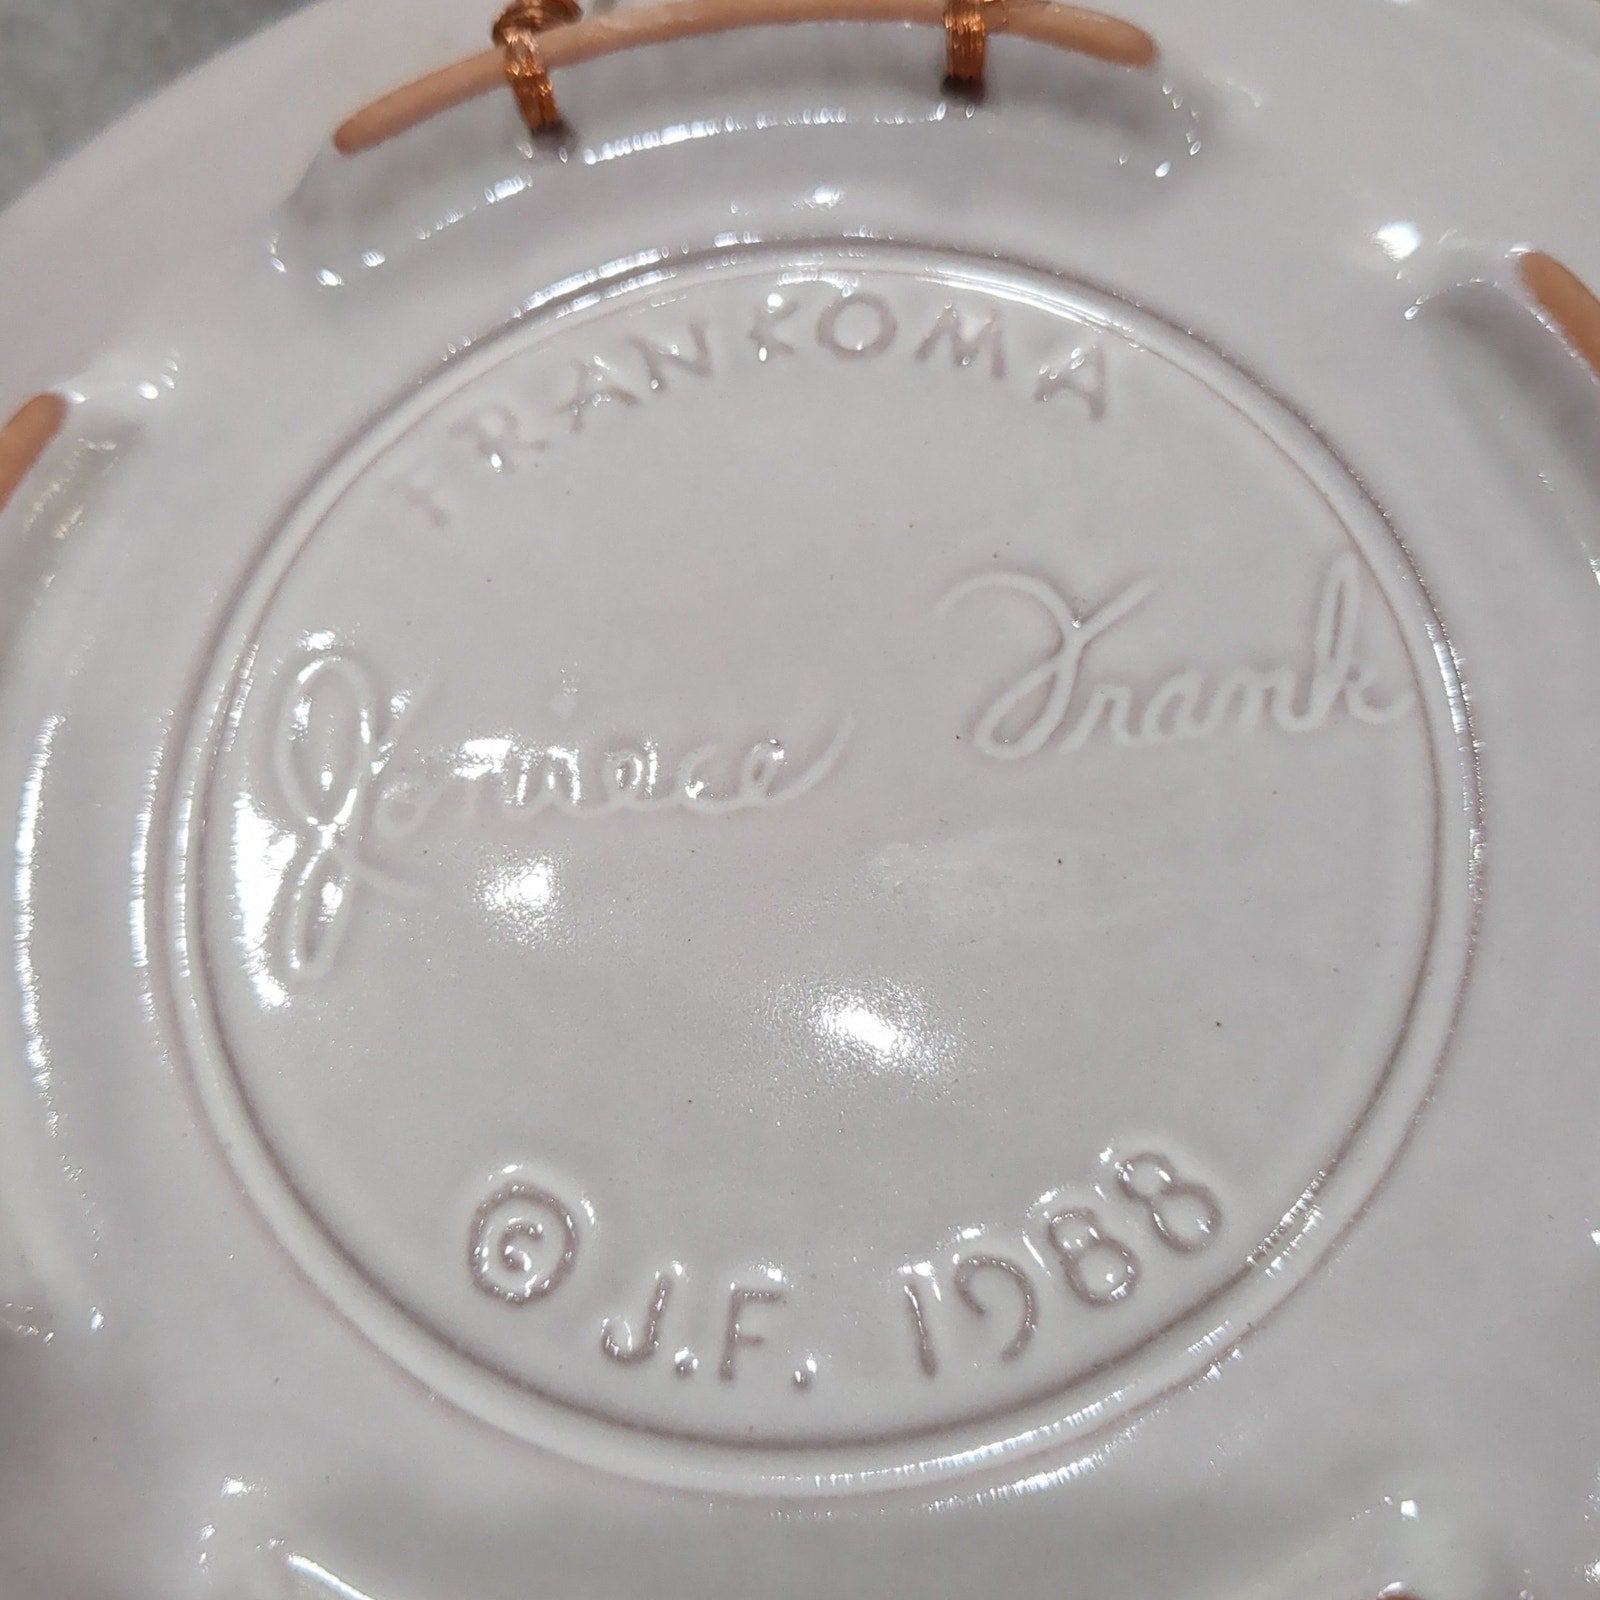 FRANKOMA
Joniece Frank
© J.F. 1988